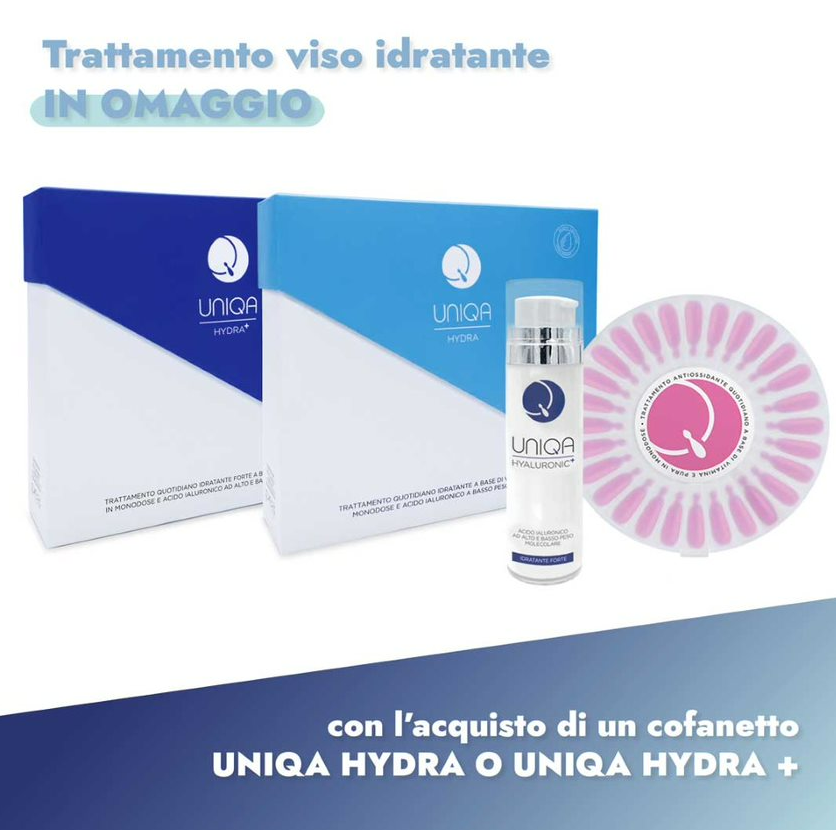 Trattamento viso idratante
IN OMAGGIO
UNIQA
HYDRA+
TRATTAMENTO QUOTIDIANO IDRATANTE FORTE A B
IN MONODOSE E ACIDO IALURONICO AD ALTO E BA
UNIQA
HYDRA
TRATTAMENTO QUOTIDIANO IDRATANTE A BASE DI V
MONODOSE E ACIDO IALURONICO A BASSO PESO
UNIQA
HYALURONIC+
ACIDO IALURONICO
AD ALTO E BASSO PESO
MOLECOLARE
IDRATANTE FORTE
• TRATTAMENTO ANTIOSSIDANTE QUOTIDIANO A BASE DI VITAMINA E PURA IN MONODOSE
con l'acquisto di un cofanetto
UNIQA HYDRA O UNIQA HYDRA +